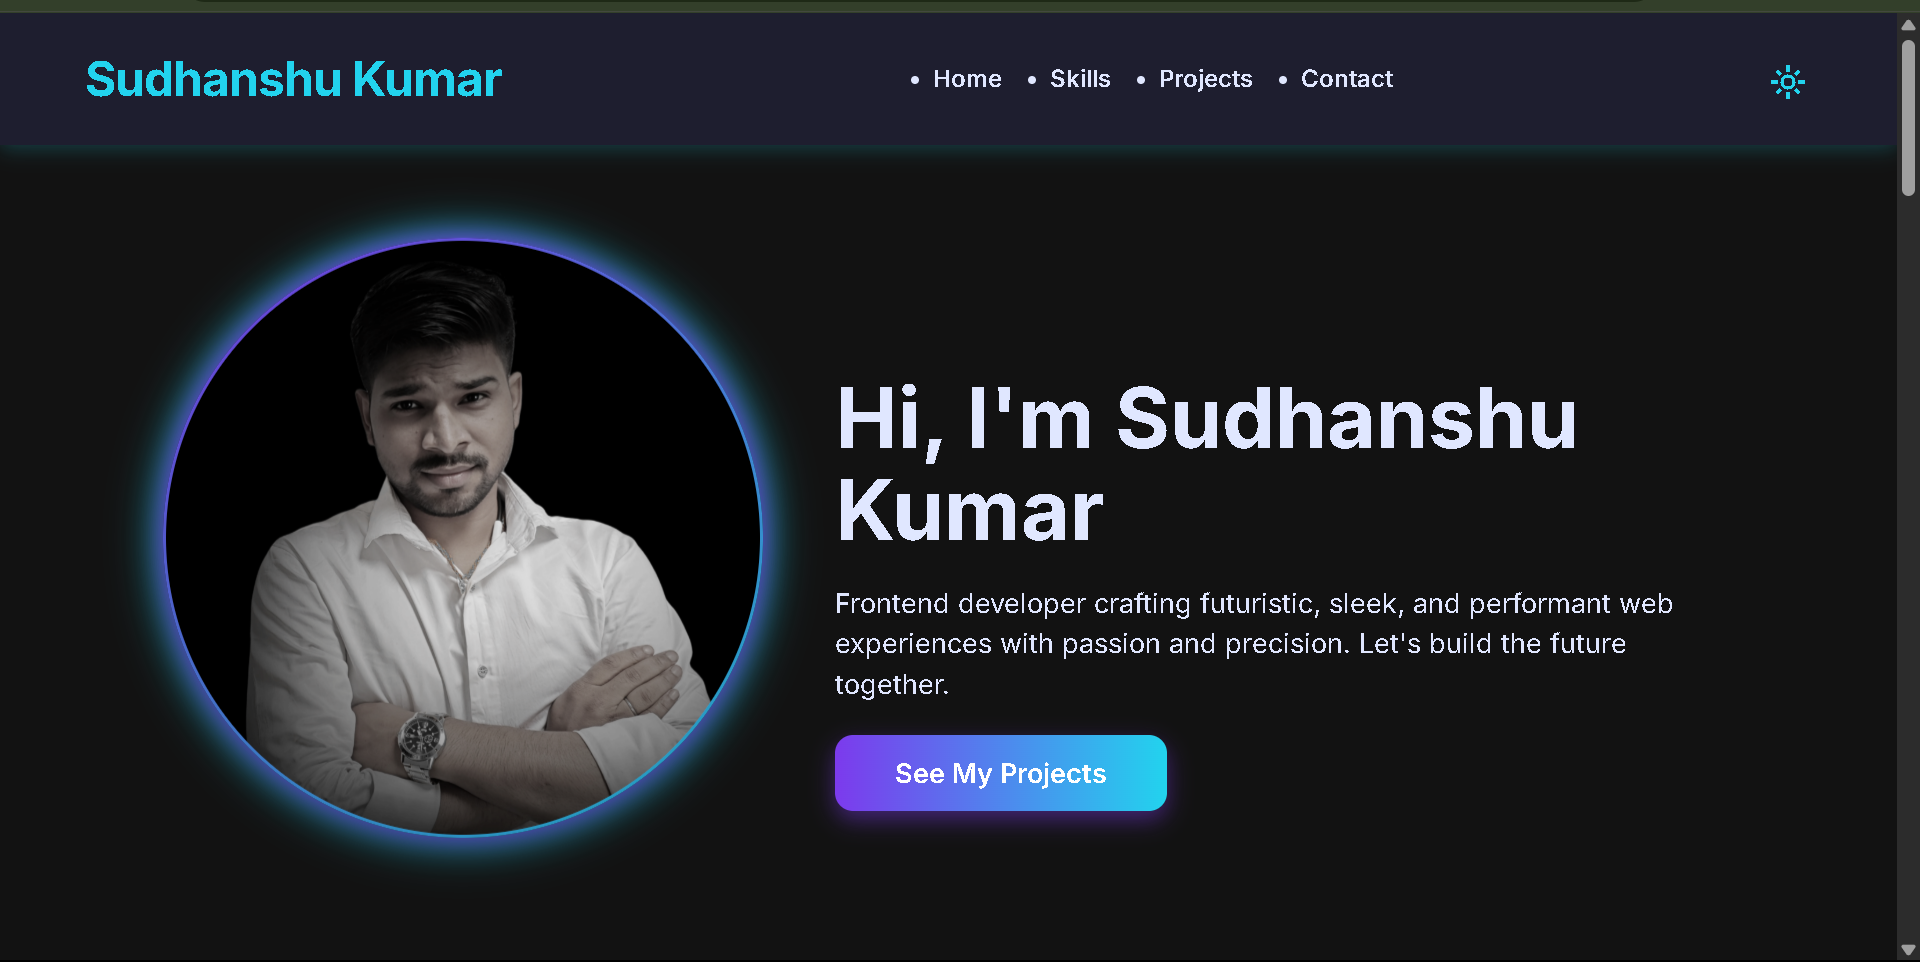 Sudhanshu Kumar
• Home • Skills • Projects • Contact
Hi, I'm Sudhanshu
Kumar
Frontend developer crafting futuristic, sleek, and performant web
experiences with passion and precision. Let's build the future
together.
See My Projects